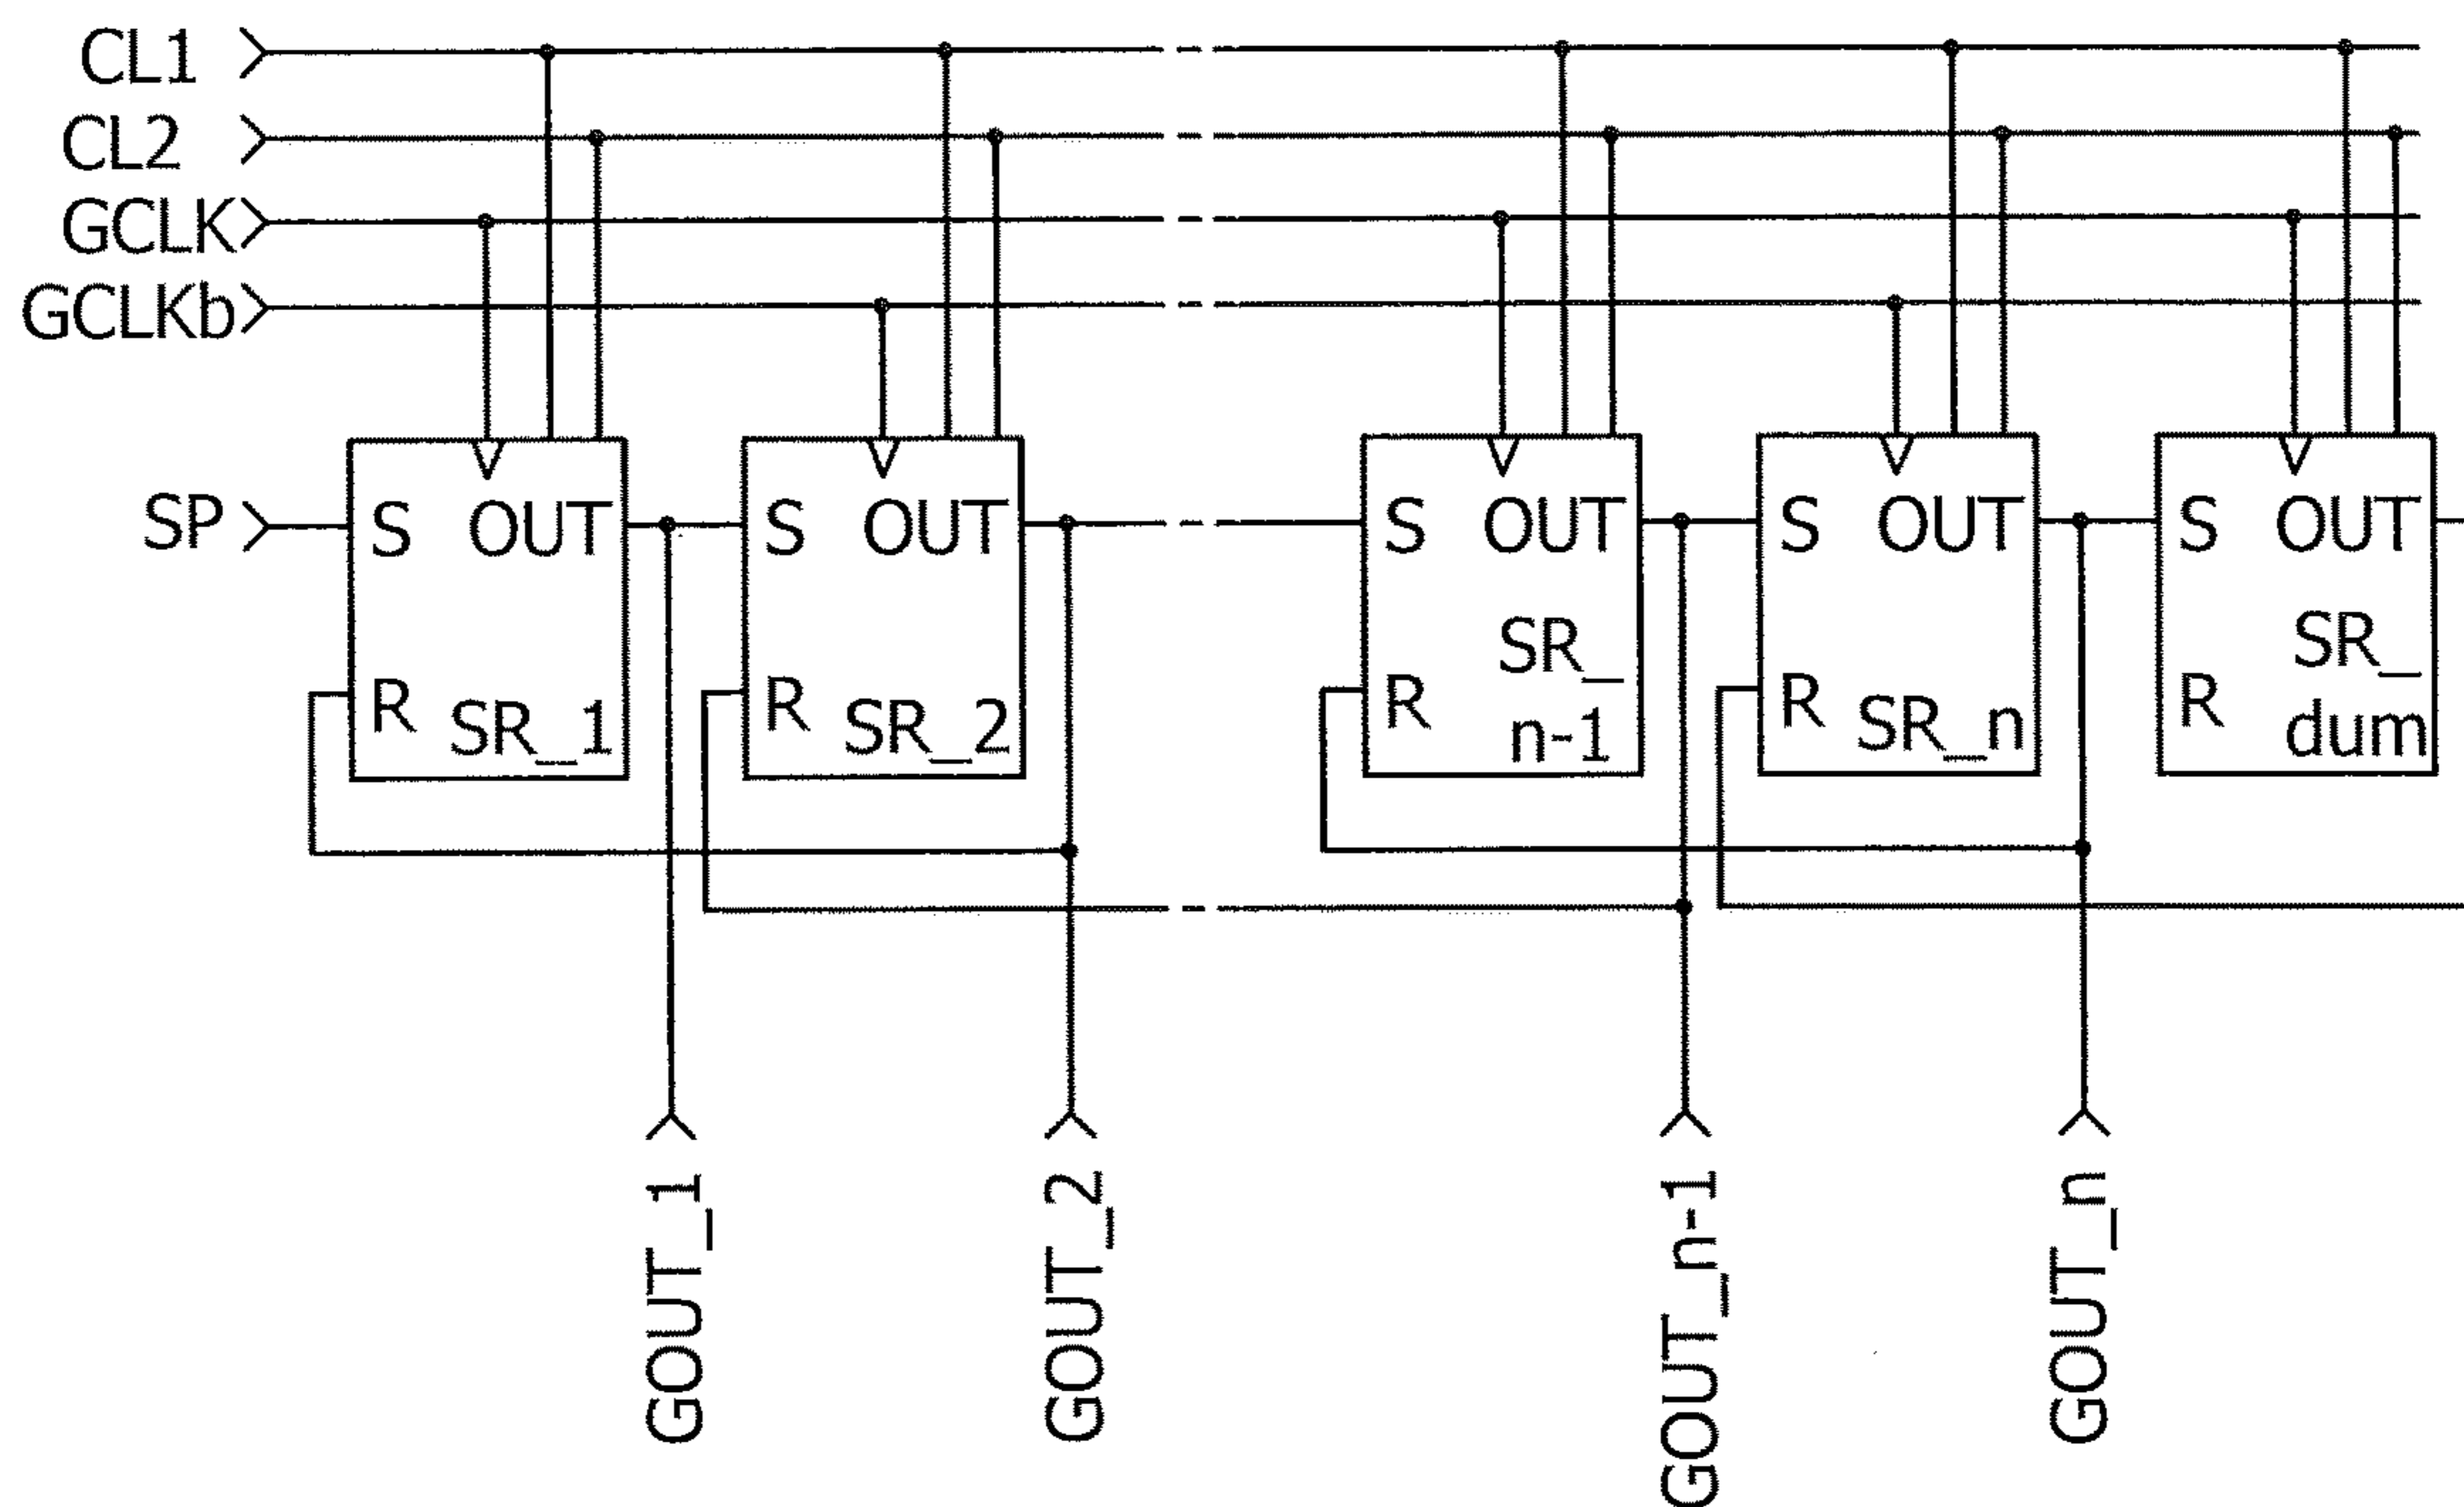 CL1
CL2
GCLK
GCLKb
SP
S OUT
R SR_1
S OUT
R SR_2
S OUT
R SR_
n-1
S OUT
R SR_n
S OUT
R SR_
dum
GOUT_1
GOUT_2
GOUT_n-1
GOUT_n